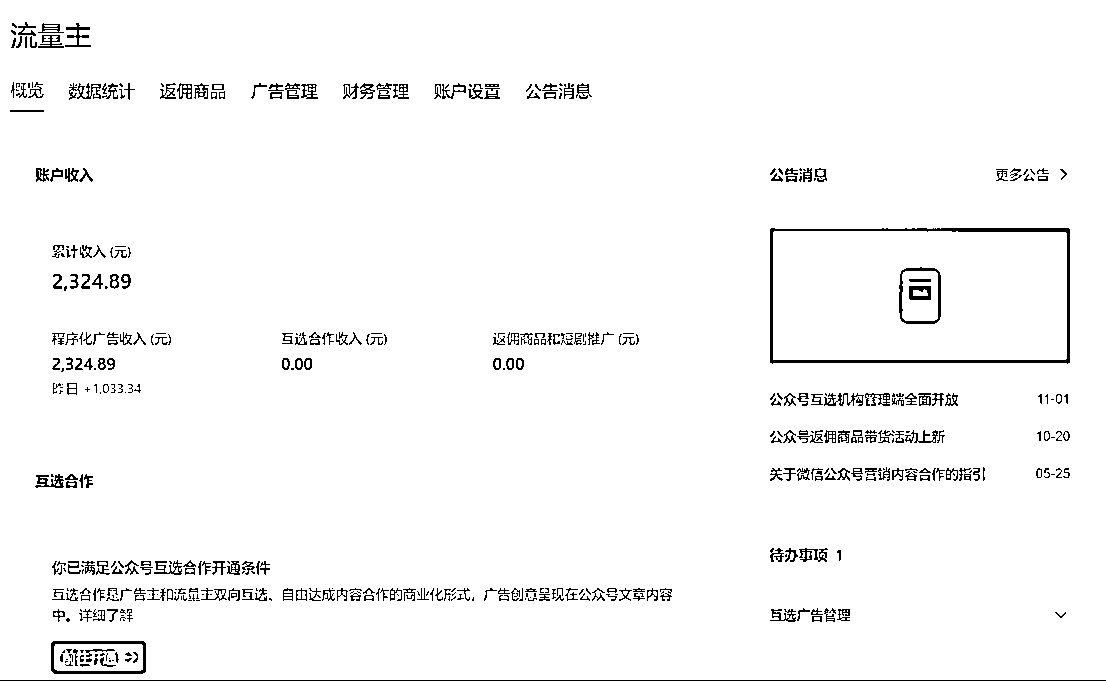 流量主
概览 数据统计 返佣商品 广告管理 财务管理 账户设置 公告消息
账户收入
累计收入 (元)
2,324.89
程序化广告收入 (元) 互选合作收入 (元) 返佣商品和短剧推广 (元)
2,324.89 0.00 0.00
昨日 +1,033.34
互选合作
你已满足公众号互选合作开通条件
互选合作是广告主和流量主双向互选、自由达成内容合作的商业化形式，广告创意呈现在公众号文章内容
中。详细了解
前往开通
公告消息 更多公告
公众号互选机构管理端全面开放 11-01
公众号返佣商品带货活动上新 10-20
关于微信公众号营销内容合作的指引 05-25
待办事项 1
互选广告管理